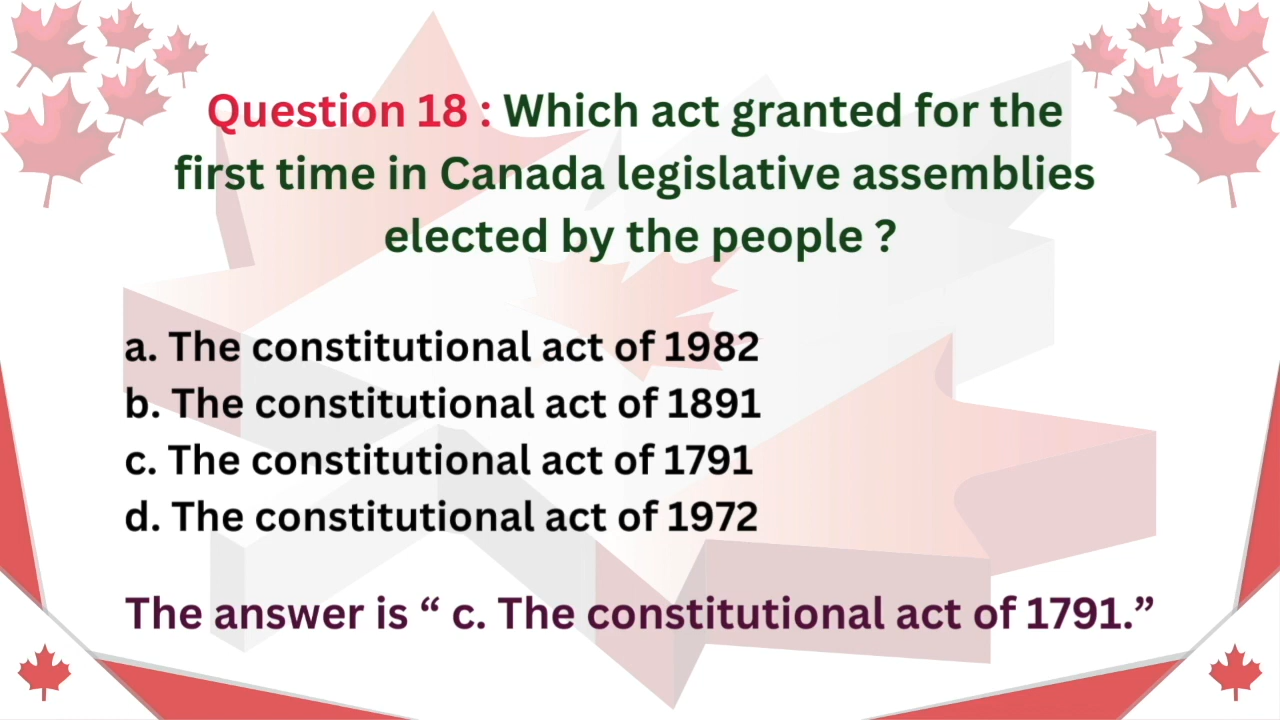 Question 18 : Which act granted for the
first time in Canada legislative assemblies
elected by the people ?
a. The constitutional act of 1982
b. The constitutional act of 1891
c. The constitutional act of 1791
d. The constitutional act of 1972
The answer is “ c. The constitutional act of 1791.”